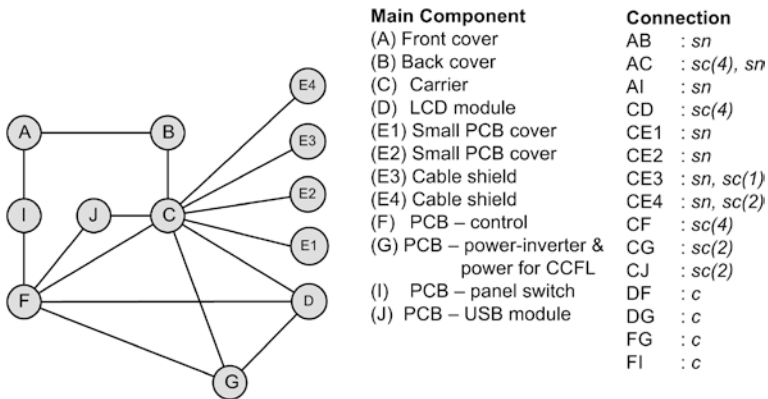 A
B
I
J
C
F
D
G
E4
E3
E2
E1
Main Component
(A) Front cover
(B) Back cover
(C) Carrier
(D) LCD module
(E1) Small PCB cover
(E2) Small PCB cover
(E3) Cable shield
(E4) Cable shield
(F) PCB – control
(G) PCB – power-inverter &
power for CCFL
(I) PCB – panel switch
(J) PCB – USB module
Connection
AB : sn
AC : sc(4), sn
AI : sn
CD : sc(4)
CE1 : sn
CE2 : sn
CE3 : sn, sc(1)
CE4 : sn, sc(2)
CF : sc(4)
CG : sc(2)
CJ : sc(2)
DF : c
DG : c
FG : c
FI : c